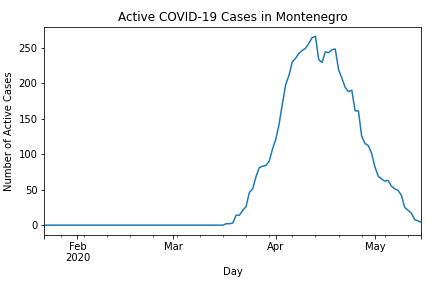 Active COVID-19 Cases in Montenegro
Number of Active Cases
250
200
150
100
50
0
Feb
2020
Mar
Apr
May
Day